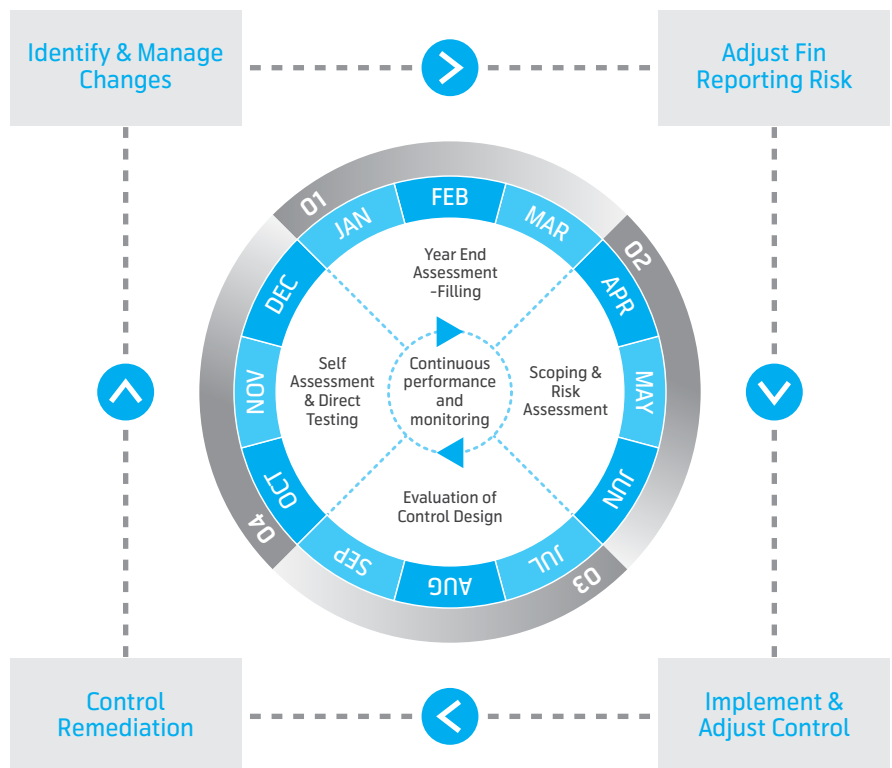 Identify & Manage
Changes
Adjust Fin
Reporting Risk
01
JAN
FEB
MAR
02
APR
MAY
JUN
03
JUL
AUG
SEP
04
OCT
NOV
DEC
Year End
Assessment
-Filling
Scoping &
Risk
Assessment
Evaluation of
Control Design
Self
Assessment
& Direct
Testing
Continuous
performance
and
monitoring
Control
Remediation
Implement &
Adjust Control